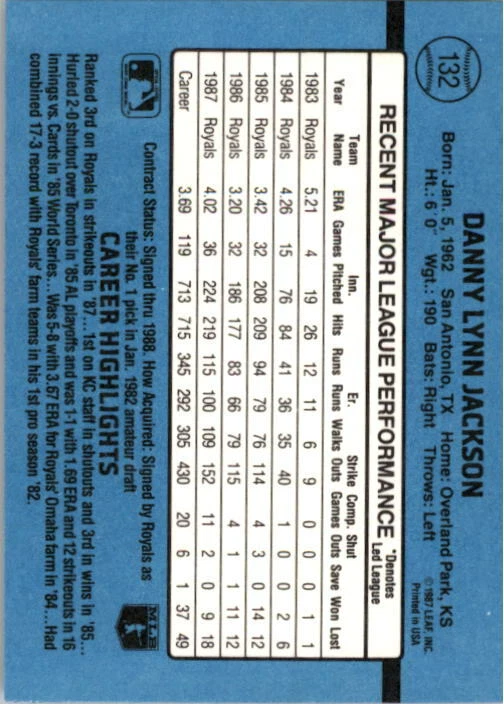 132
DANNY LYNN JACKSON
Born: Jan. 5, 1962 San Antonio, TX Home: Overland Park, KS
Ht.: 6' 0" Wgt.: 190 Bats: Right Throws: Left
© 1987 LEAF, INC.
Printed in USA
RECENT MAJOR LEAGUE PERFORMANCE
*Denotes
Led League
Team Inn. Er. Strike Comp. Shut
Year Name ERA Games Pitched Hits Runs Runs Walks Outs Games Outs Save Won Lost
1983 Royals 5.21 4 19 26 12 11 6 9 0 0 0 1 1
1984 Royals 4.26 15 76 84 41 36 35 40 1 0 0 2 6
1985 Royals 3.42 32 208 209 94 79 76 114 4 3 0 14 12
1986 Royals 3.20 32 186 177 83 66 79 115 4 1 1 11 12
1987 Royals 4.02 36 224 219 115 100 109 152 11 2 0 9 18
Career 3.69 119 713 715 345 292 305 430 20 6 1 37 49
Contract Status: Signed thru 1988. How Acquired: Signed by Royals as
their No. 1 pick in Jan. 1982 amateur draft
MLB
CAREER HIGHLIGHTS
Ranked 3rd on Royals in strikeouts in '87...1st on KC staff in shutouts and 3rd in wins in '85...
Hurled 2-0 shutout over Toronto in '85 AL playoffs and was 1-1 with 1.69 ERA and 12 strikeouts in 16
innings vs. Cards in '85 World Series... Was 5-8 with 3.67 ERA for Royals' Omaha farm in '84...Had
combined 17-3 record with Royals' farm teams in his 1st pro season '82.